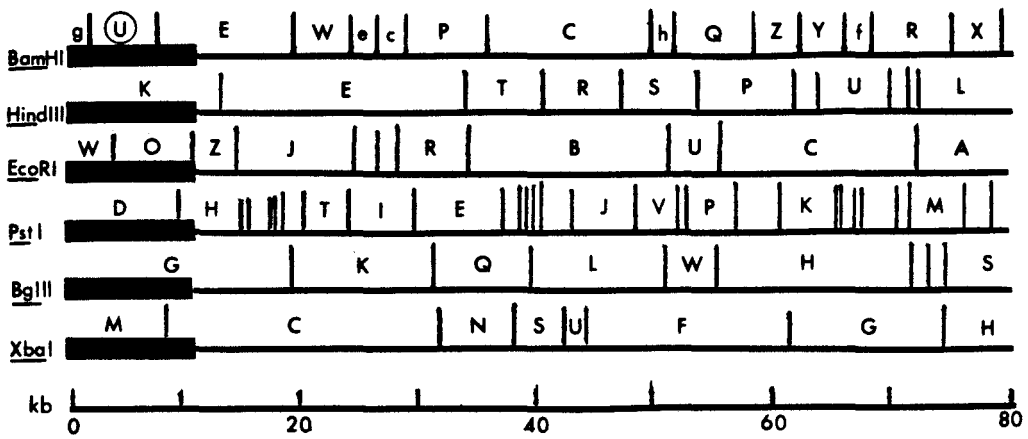 g U E W e c P C h Q Z Y f R X
BamHI
K E T R S P U L
HindIII
W O Z J R B U C A
EcoRI
D H T I E J V P K M
PstI
G K Q L W H S
BglII
M C N S U F G H
XbaI
kb
0 20 40 60 80